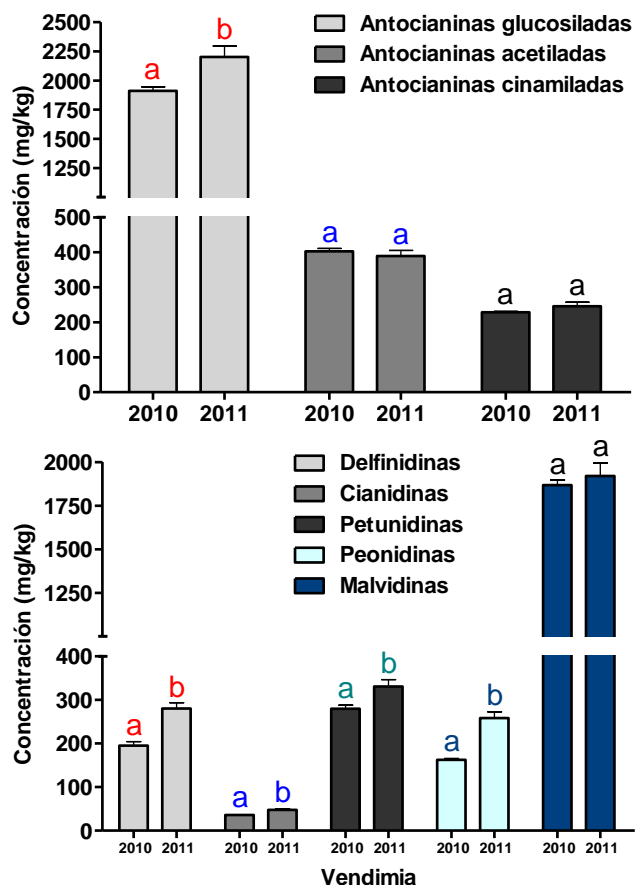 Concentración (mg/kg)
2500
2250
2000
1750
1500
1250
500
400
300
200
100
0
Antocianinas glucosiladas
Antocianinas acetiladas
Antocianinas cinamiladas
a
b
a
a
a
a
2010
2011
2010
2011
2010
2011
Concentración (mg/kg)
2000
1750
1500
1250
400
300
200
100
0
Delfinidinas
Cianidinas
Petunidinas
Peonidinas
Malvidinas
a
b
a
b
a
b
a
b
a
a
2010
2011
2010
2011
2010
2011
2010
2011
2010
2011
Vendimia